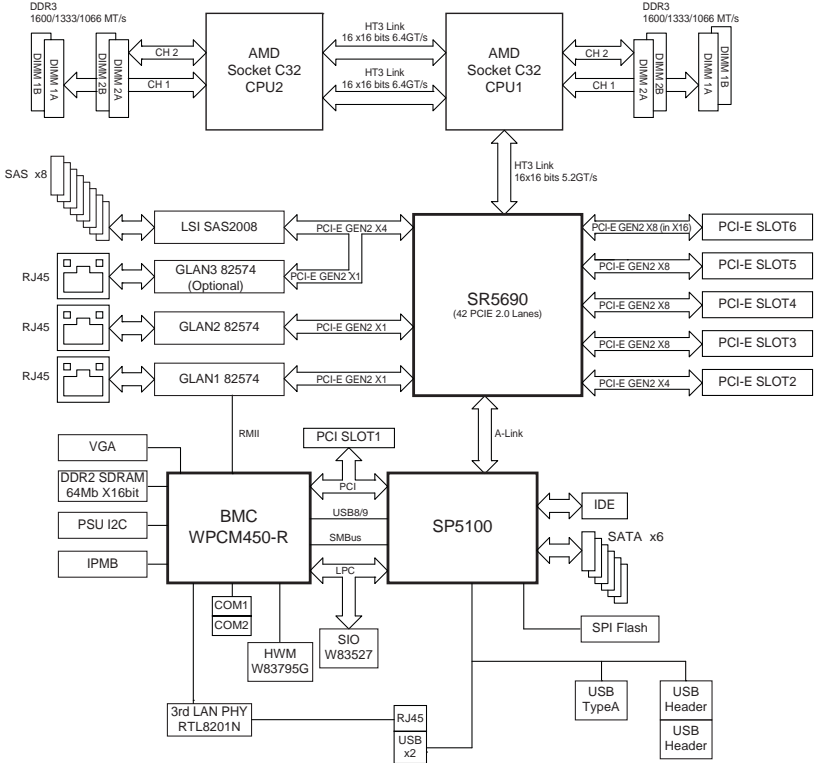 DDR3
1600/1333/1066 MT/s
DIMM 1B
DIMM 1A
DIMM 2B
DIMM 2A
CH 2
CH 1
AMD
Socket C32
CPU2
HT3 Link
16 x16 bits 6.4GT/s
HT3 Link
16 x16 bits 6.4GT/s
AMD
Socket C32
CPU1
CH 2
CH 1
DDR3
1600/1333/1066 MT/s
DIMM 2A
DIMM 2B
DIMM 1A
DIMM 1B
HT3 Link
16x16 bits 5.2GT/s
SAS x8
LSI SAS2008
PCI-E GEN2 X4
RJ45
GLAN3 82574
(Optional)
PCI-E GEN2 X1
RJ45
GLAN2 82574
PCI-E GEN2 X1
RJ45
GLAN1 82574
PCI-E GEN2 X1
SR5690
(42 PCIE 2.0 Lanes)
PCI-E GEN2 X8 (in X16)
PCI-E SLOT6
PCI-E GEN2 X8
PCI-E SLOT5
PCI-E GEN2 X8
PCI-E SLOT4
PCI-E GEN2 X8
PCI-E SLOT3
PCI-E GEN2 X4
PCI-E SLOT2
RMII
A-Link
VGA
DDR2 SDRAM
64Mb X16bit
PSU I2C
IPMB
BMC
WPCM450-R
PCI SLOT1
PCI
USB8/9
SMBus
LPC
SP5100
IDE
SATA x6
SPI Flash
COM1
COM2
HWM
W83795G
SIO
W83527
3rd LAN PHY
RTL8201N
RJ45
USB
x2
USB
TypeA
USB
Header
USB
Header